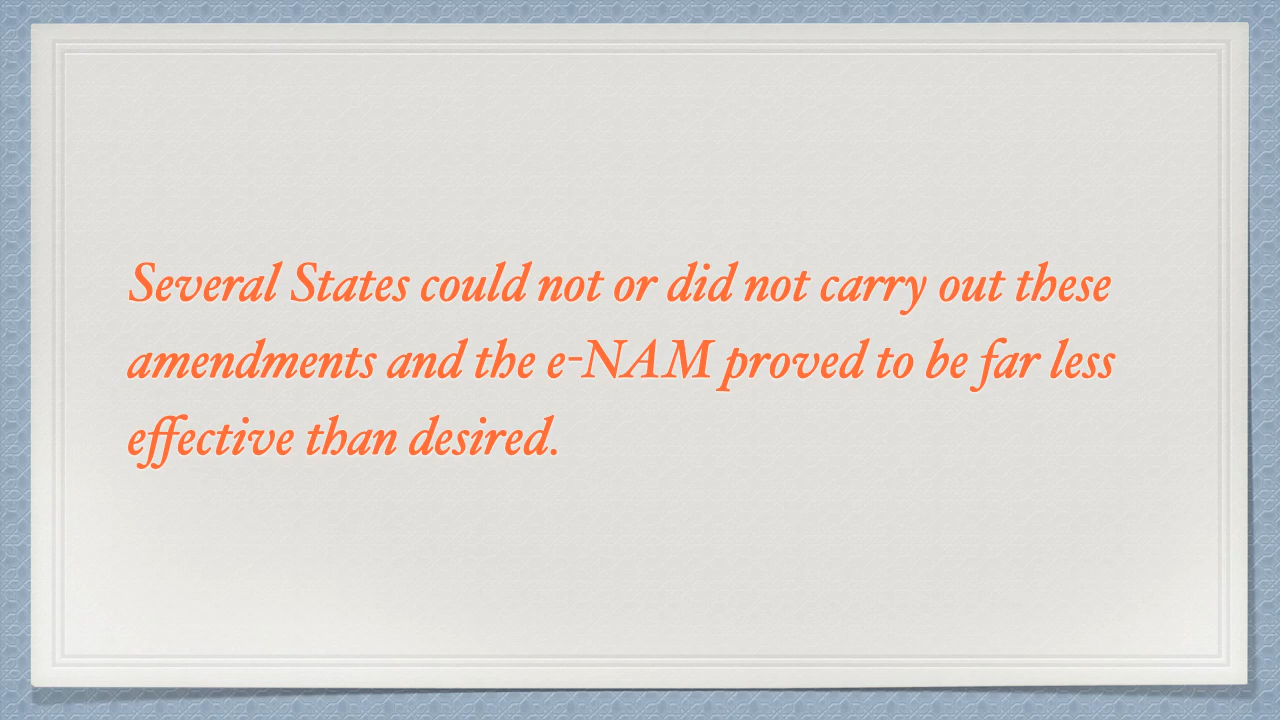 Several States could not or did not carry out these
amendments and the e-NAM proved to be far less
effective than desired.